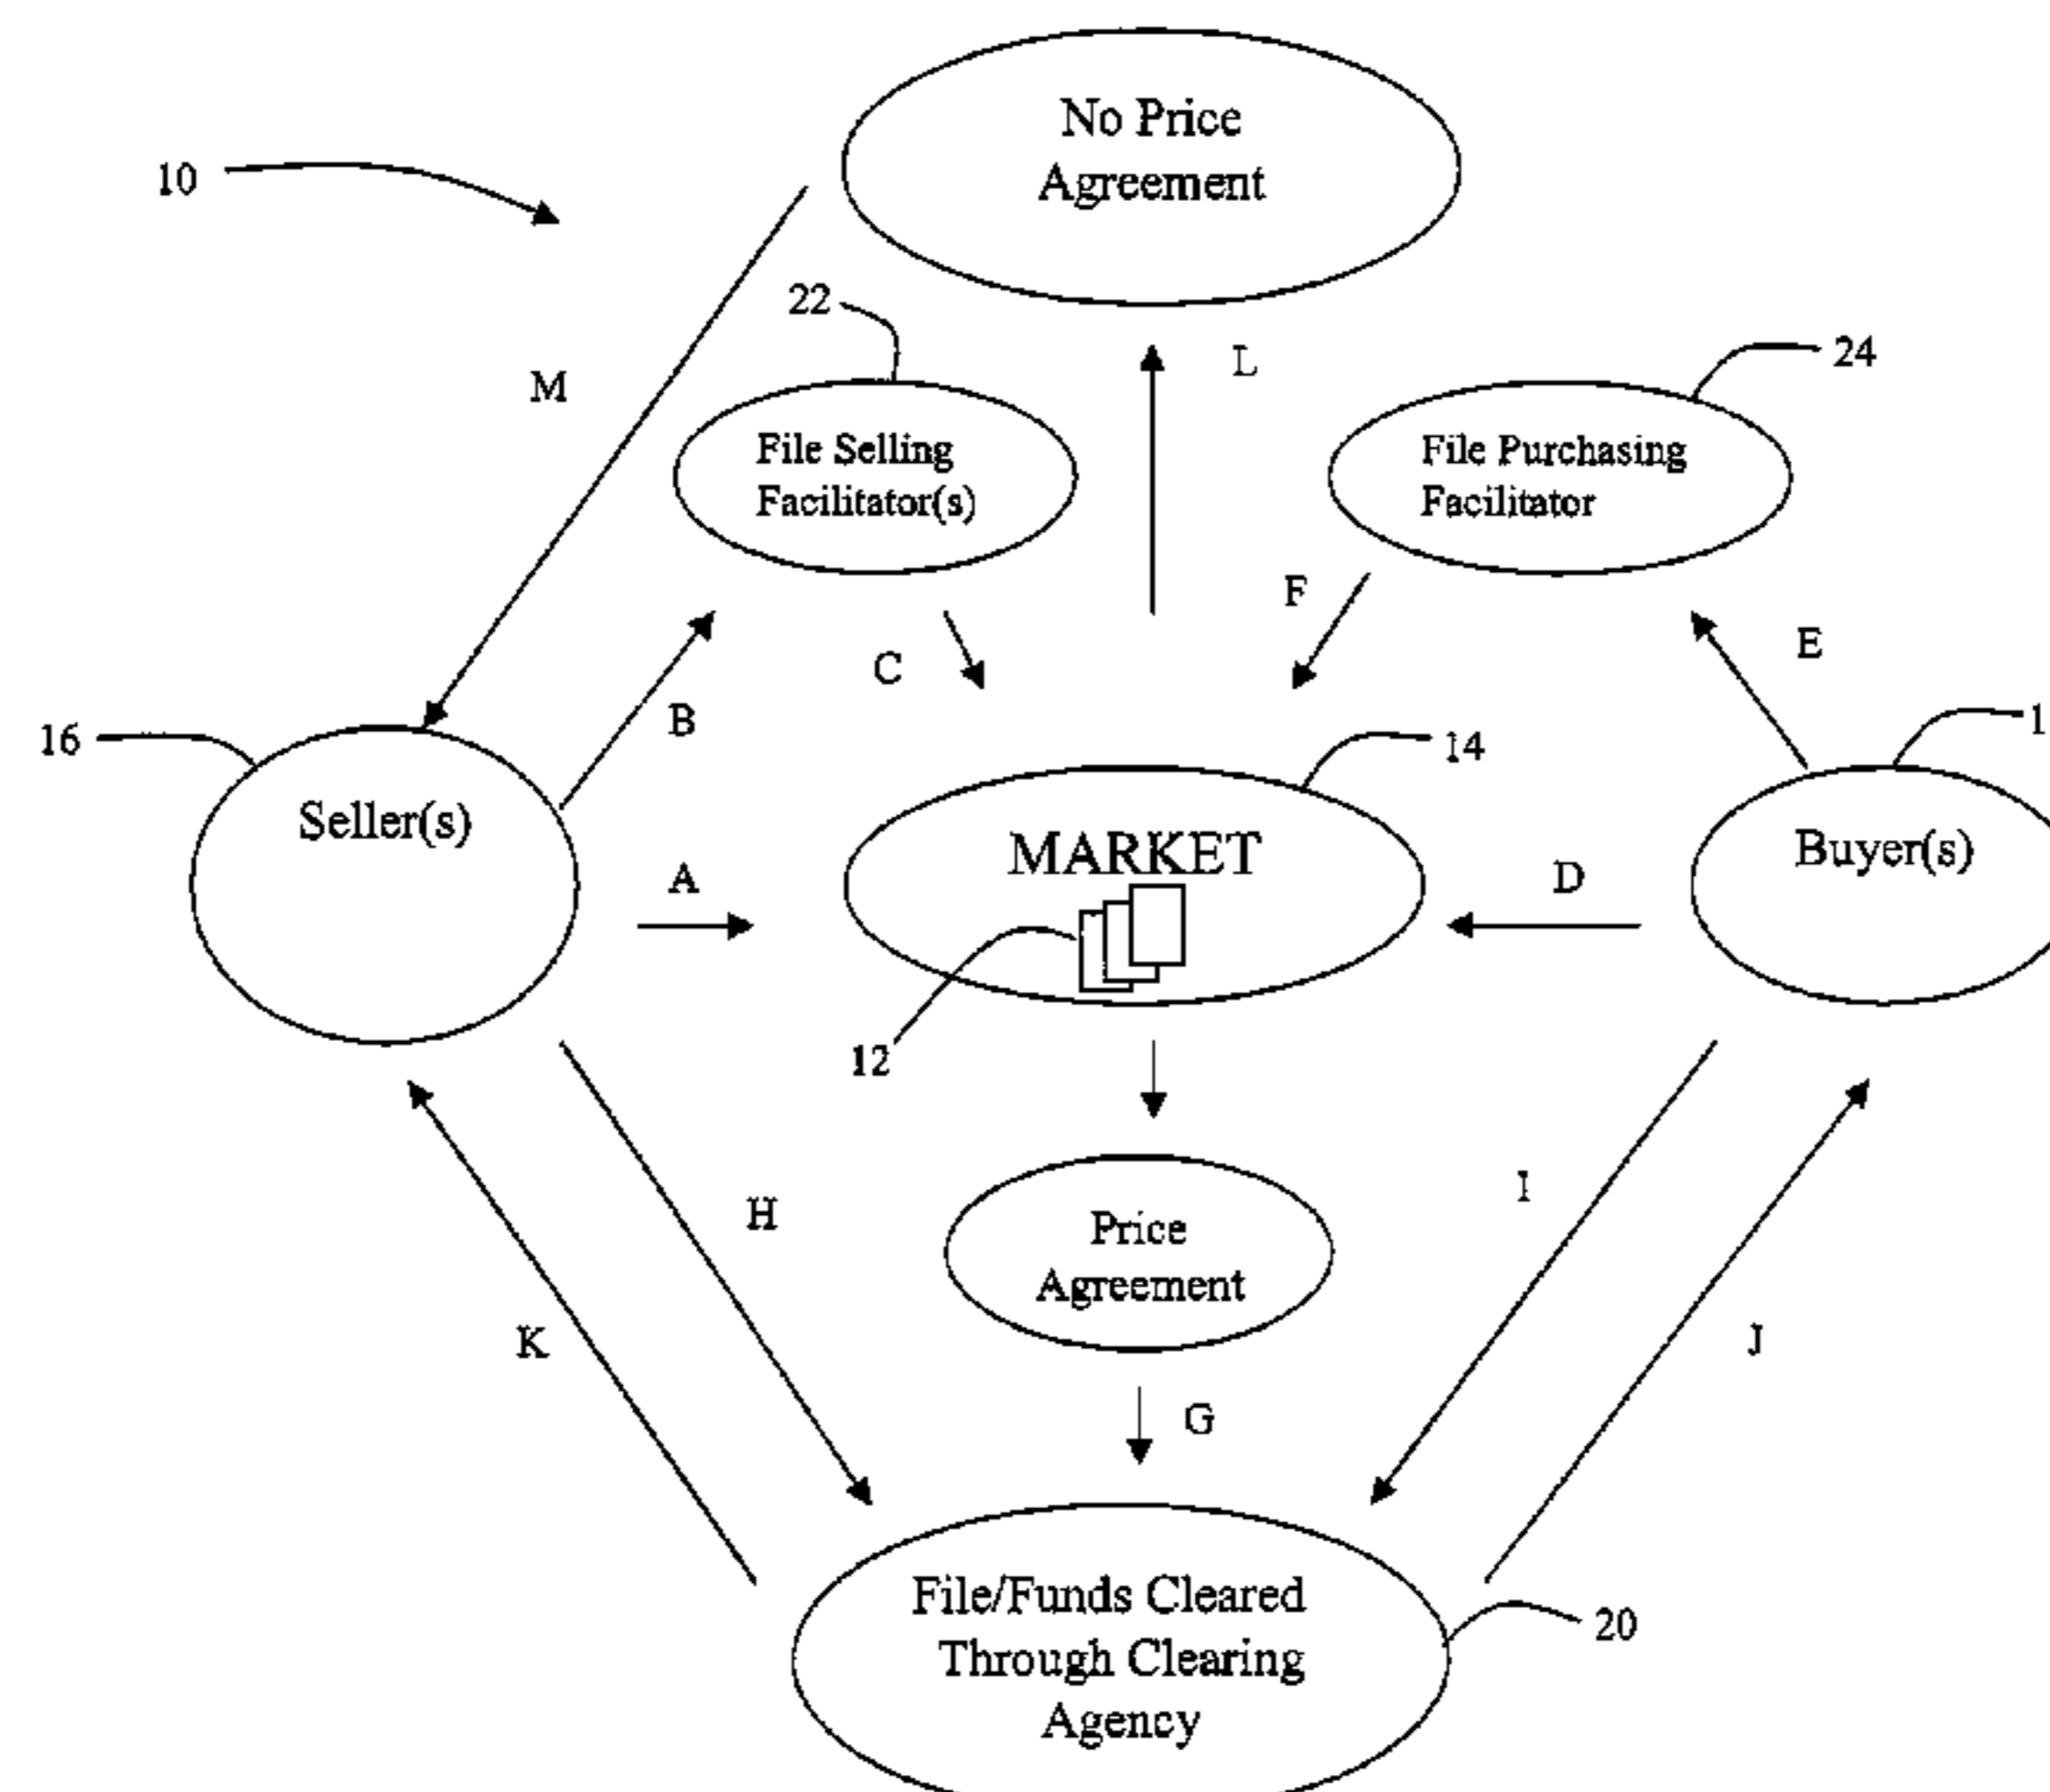 No Price
Agreement
10
22
L
24
M
File Selling
Facilitator(s)
File Purchasing
Facilitator
F
E
C
B
16
14
1
Seller(s)
MARKET
Buyer(s)
A
D
12
H
I
Price
Agreement
K
J
G
File/Funds Cleared
Through Clearing
Agency
20